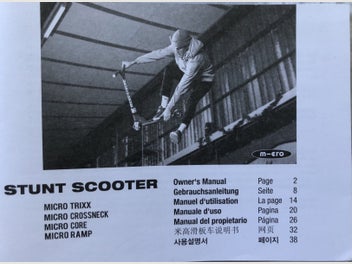 m-cro
STUNT SCOOTER
MICRO TRIXX
MICRO CROSSNECK
MICRO CORE
MICRO RAMP
Owner's Manual Page 2
Gebrauchsanleitung Seite 8
Manuel d'utilisation La page 14
Manuale d'uso Pagina 20
Manual del propietario Página 26
米高滑板车说明书 网页 32
사용설명서 페이지 38